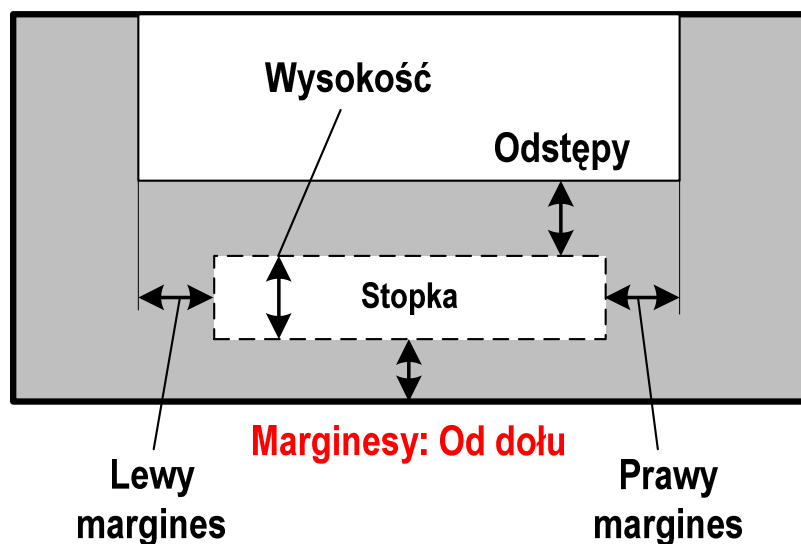 Wysokość
Odstępy
Stopka
Marginesy: Od dołu
Lewy
margines
Prawy
margines